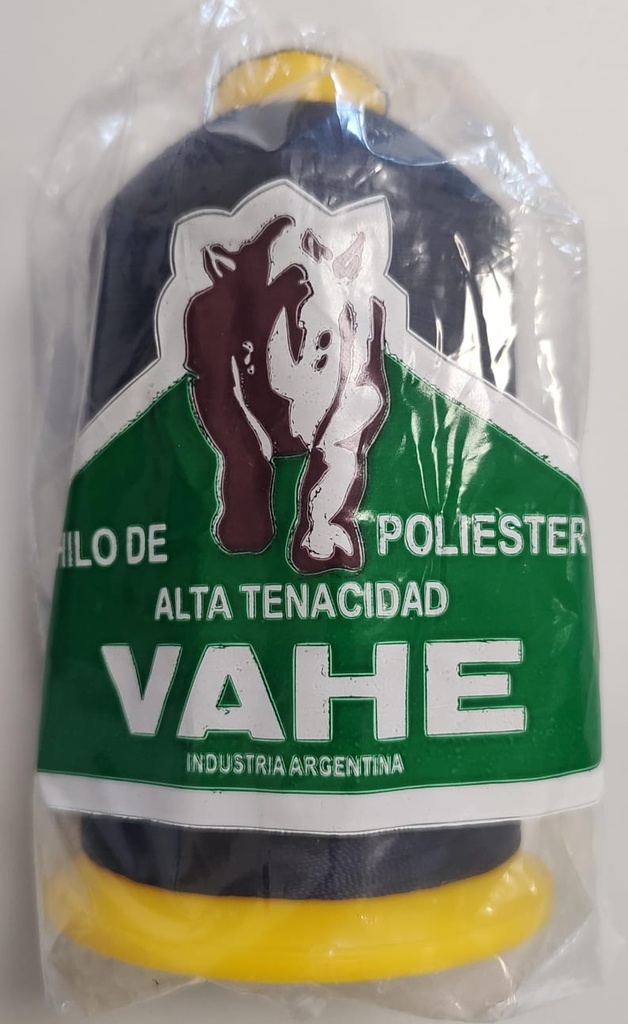 HILO DE POLIESTER
ALTA TENACIDAD
VAHE
INDUSTRIA ARGENTINA